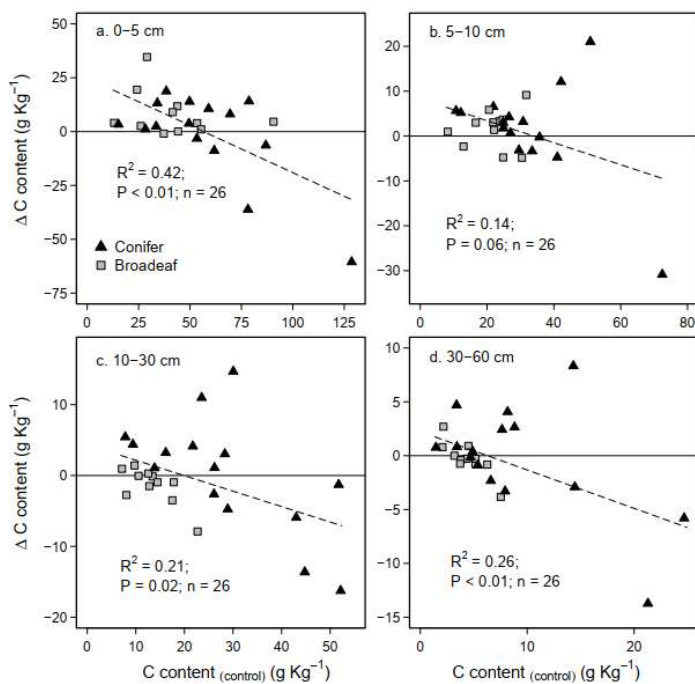 a. 0−5 cm
50
25
0
−25
−50
−75
0 25 50 75 100 125
Δ C content (g Kg⁻¹)
R² = 0.42;
P < 0.01; n = 26
Conifer
Broadeaf
b. 5−10 cm
20
10
0
−10
−20
−30
0 20 40 60 80
R² = 0.14;
P = 0.06; n = 26
c. 10−30 cm
10
0
−10
−20
0 10 20 30 40 50
Δ C content (g Kg⁻¹)
R² = 0.21;
P = 0.02; n = 26
C content (control) (g Kg⁻¹)
d. 30−60 cm
10
5
0
−5
−10
−15
0 10 20
R² = 0.26;
P < 0.01; n = 26
C content (control) (g Kg⁻¹)